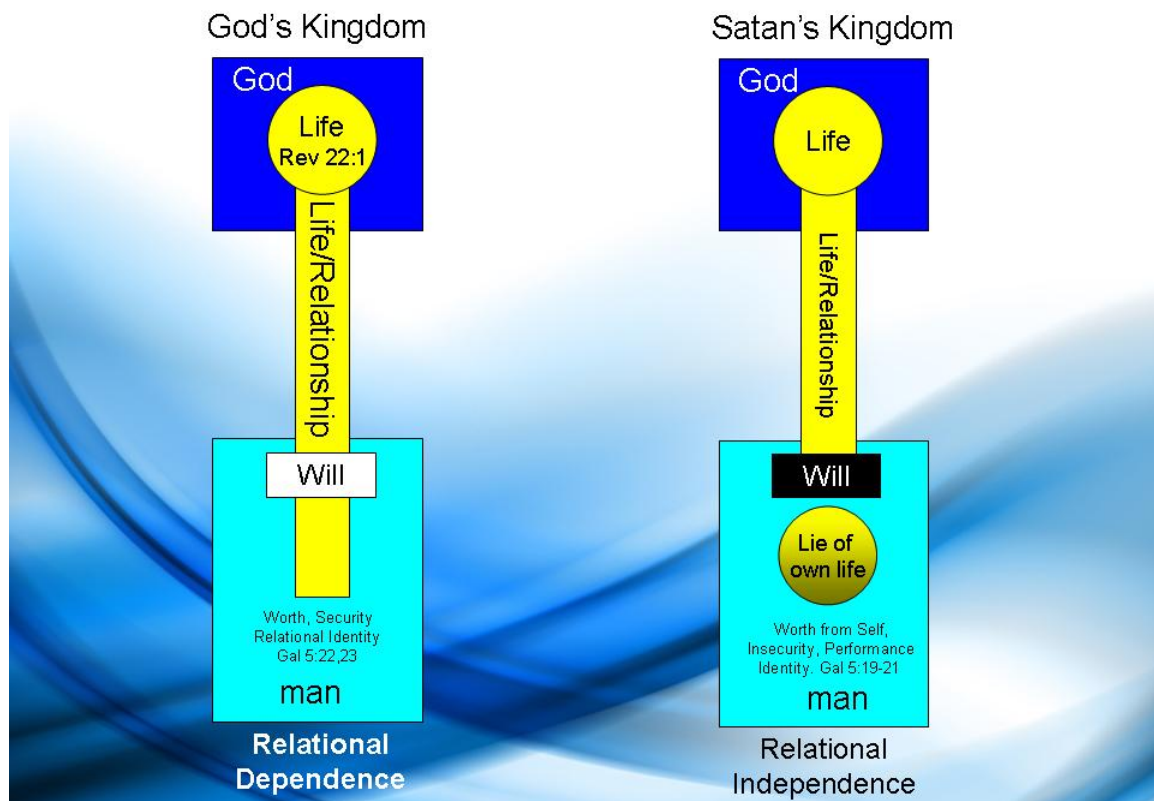 God's Kingdom
God
Life
Rev 22:1
Life/Relationship
Will
Worth, Security
Relational Identity
Gal 5:22,23
man
Relational
Dependence
Satan's Kingdom
God
Life
Life/Relationship
Will
Lie of
own life
Worth from Self,
Insecurity, Performance
Identity. Gal 5:19-21
man
Relational
Independence